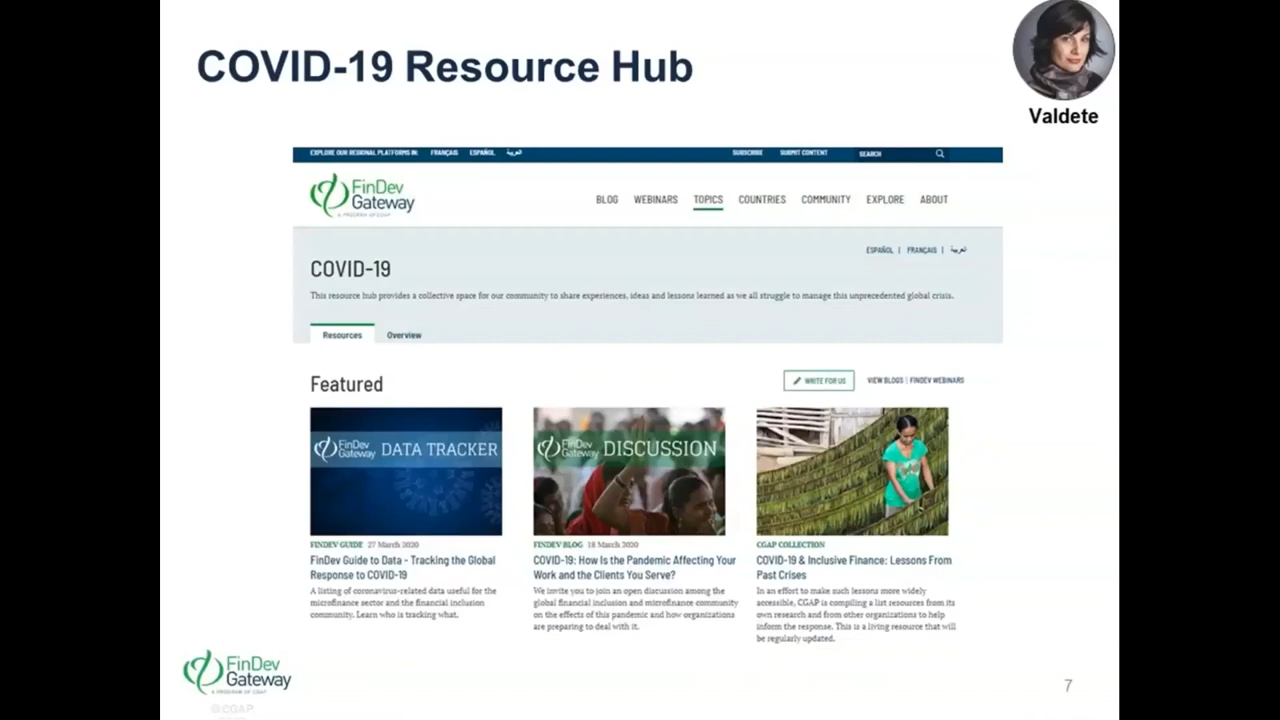 COVID-19 Resource Hub
Valdete
EXPLORE OUR REGIONAL PLATFORMS IN: FRANÇAIS ESPAÑOL العربية SUBSCRIBE SUBMIT CONTENT SEARCH
FinDev
Gateway
A PROGRAM OF CGAP
BLOG WEBINARS TOPICS COUNTRIES COMMUNITY EXPLORE ABOUT
ESPAÑOL | FRANÇAIS | العربية
COVID-19
This resource hub provides a collective space for our community to share experiences, ideas and lessons learned as we all struggle to manage this unprecedented global crisis.
Resources Overview
Featured
WRITE FOR US VIEW BLOGS | FINDEV WEBINARS
FinDev
Gateway DATA TRACKER
FinDev
Gateway DISCUSSION
FINDEV GUIDE 27 March 2020
FinDev Guide to Data - Tracking the Global
Response to COVID-19
A listing of coronavirus-related data useful for the
microfinance sector and the financial inclusion
community. Learn who is tracking what.
FINDEV BLOG 18 March 2020
COVID-19: How Is the Pandemic Affecting Your
Work and the Clients You Serve?
We invite you to join an open discussion among the
global financial inclusion and microfinance community
on the effects of this pandemic and how organizations
are preparing to deal with it.
CGAP COLLECTION
COVID-19 & Inclusive Finance: Lessons From
Past Crises
In an effort to make such lessons more widely
accessible, CGAP is compiling a list resources from its
own research and from other organizations to help
inform the response. This is a living resource that will
be regularly updated.
FinDev
Gateway
A PROGRAM OF CGAP
@CGAP
7